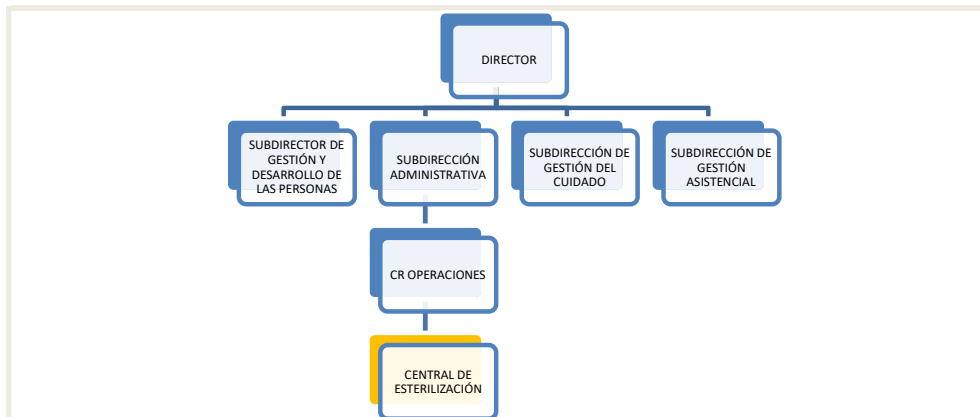 DIRECTOR
SUBDIRECTOR DE
GESTIÓN Y
DESARROLLO DE
LAS PERSONAS
SUBDIRECCIÓN
ADMINISTRATIVA
SUBDIRECCIÓN DE
GESTIÓN DEL
CUIDADO
SUBDIRECCIÓN DE
GESTIÓN
ASISTENCIAL
CR OPERACIONES
CENTRAL DE
ESTERILIZACIÓN